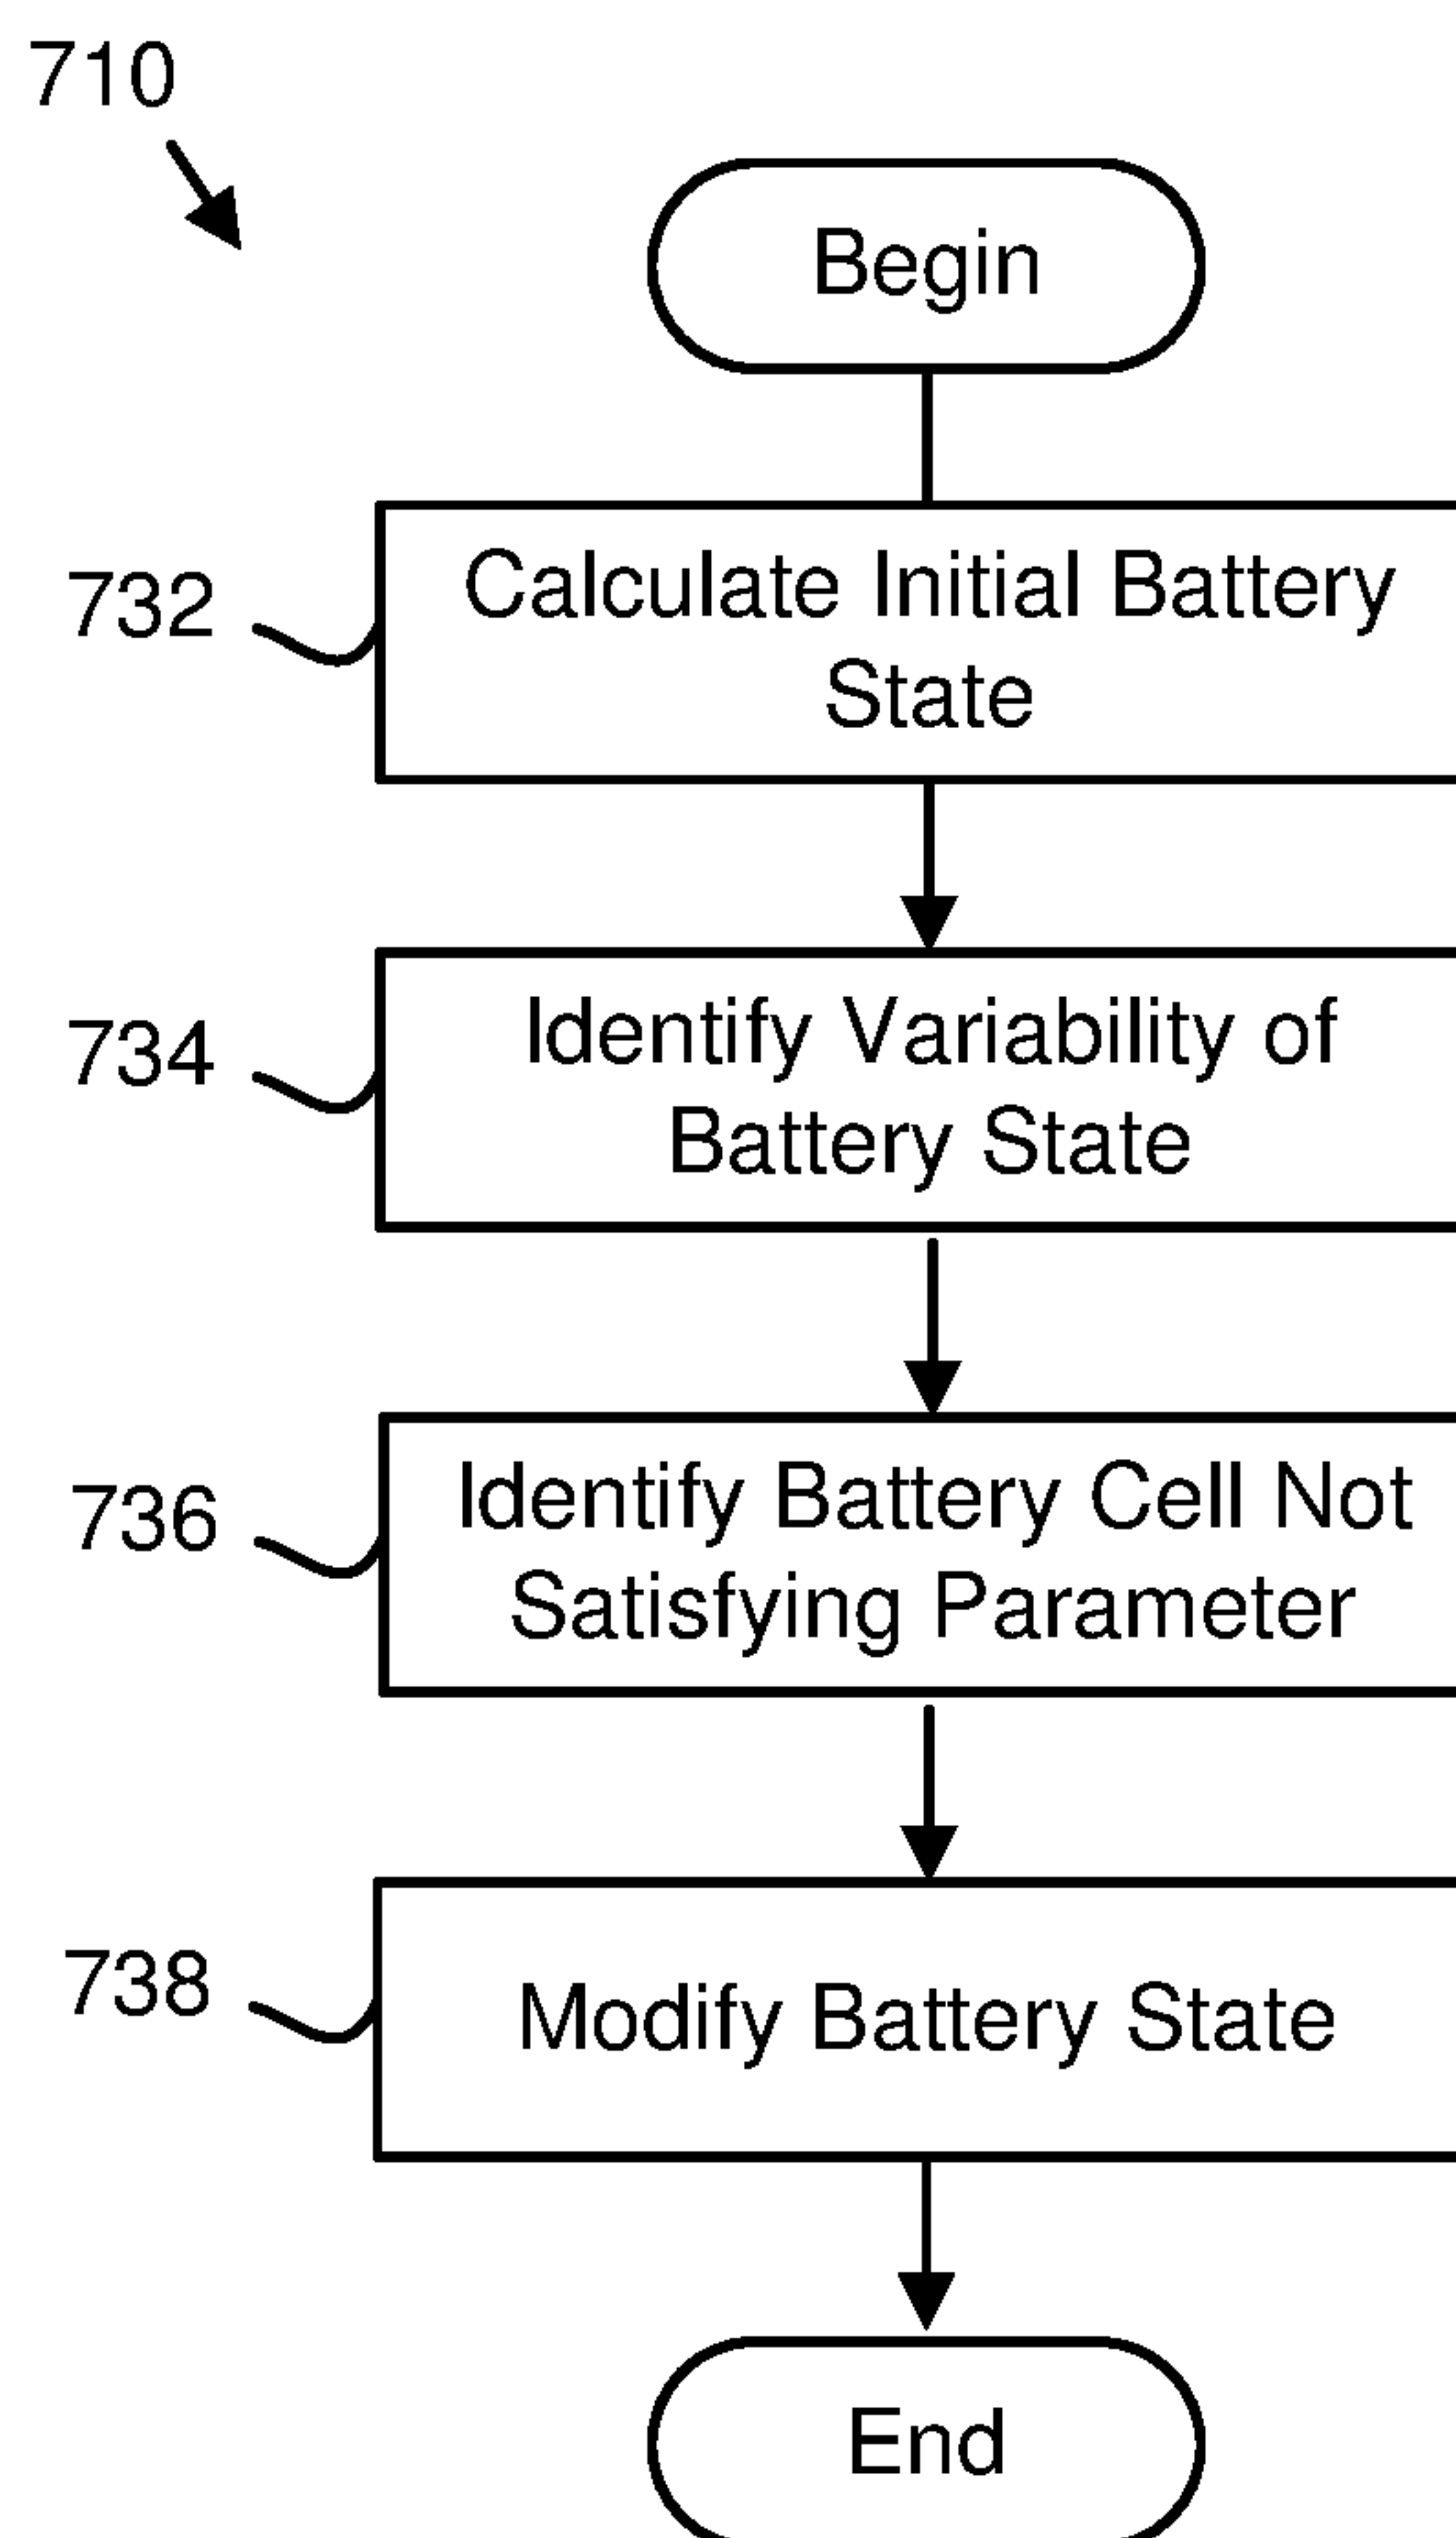 710
Begin
732
Calculate Initial Battery
State
734
Identify Variability of
Battery State
736
Identify Battery Cell Not
Satisfying Parameter
738
Modify Battery State
End